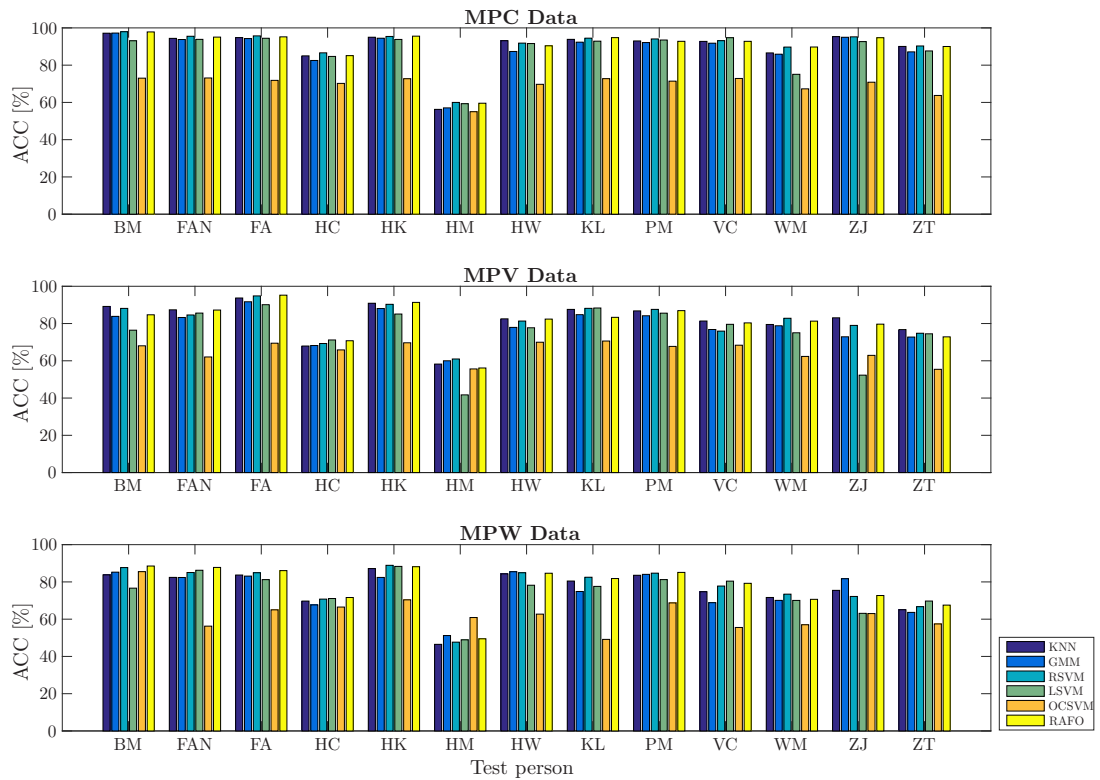 MPC Data
100
80
60
40
20
0
ACC [%]
BM FAN FA HC HK HM HW KL PM VC WM ZJ ZT
MPV Data
100
80
60
40
20
0
ACC [%]
BM FAN FA HC HK HM HW KL PM VC WM ZJ ZT
MPW Data
100
80
60
40
20
0
ACC [%]
BM FAN FA HC HK HM HW KL PM VC WM ZJ ZT
Test person
KNN
GMM
RSVM
LSVM
OCSVM
RAFO